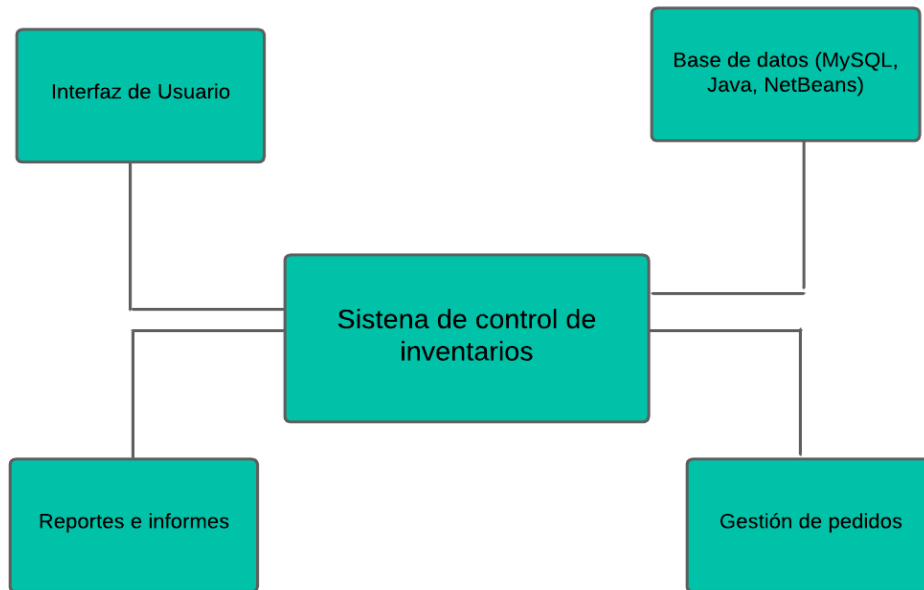 Interfaz de Usuario
Base de datos (MySQL,
Java, NetBeans)
Sistena de control de
inventarios
Reportes e informes
Gestión de pedidos